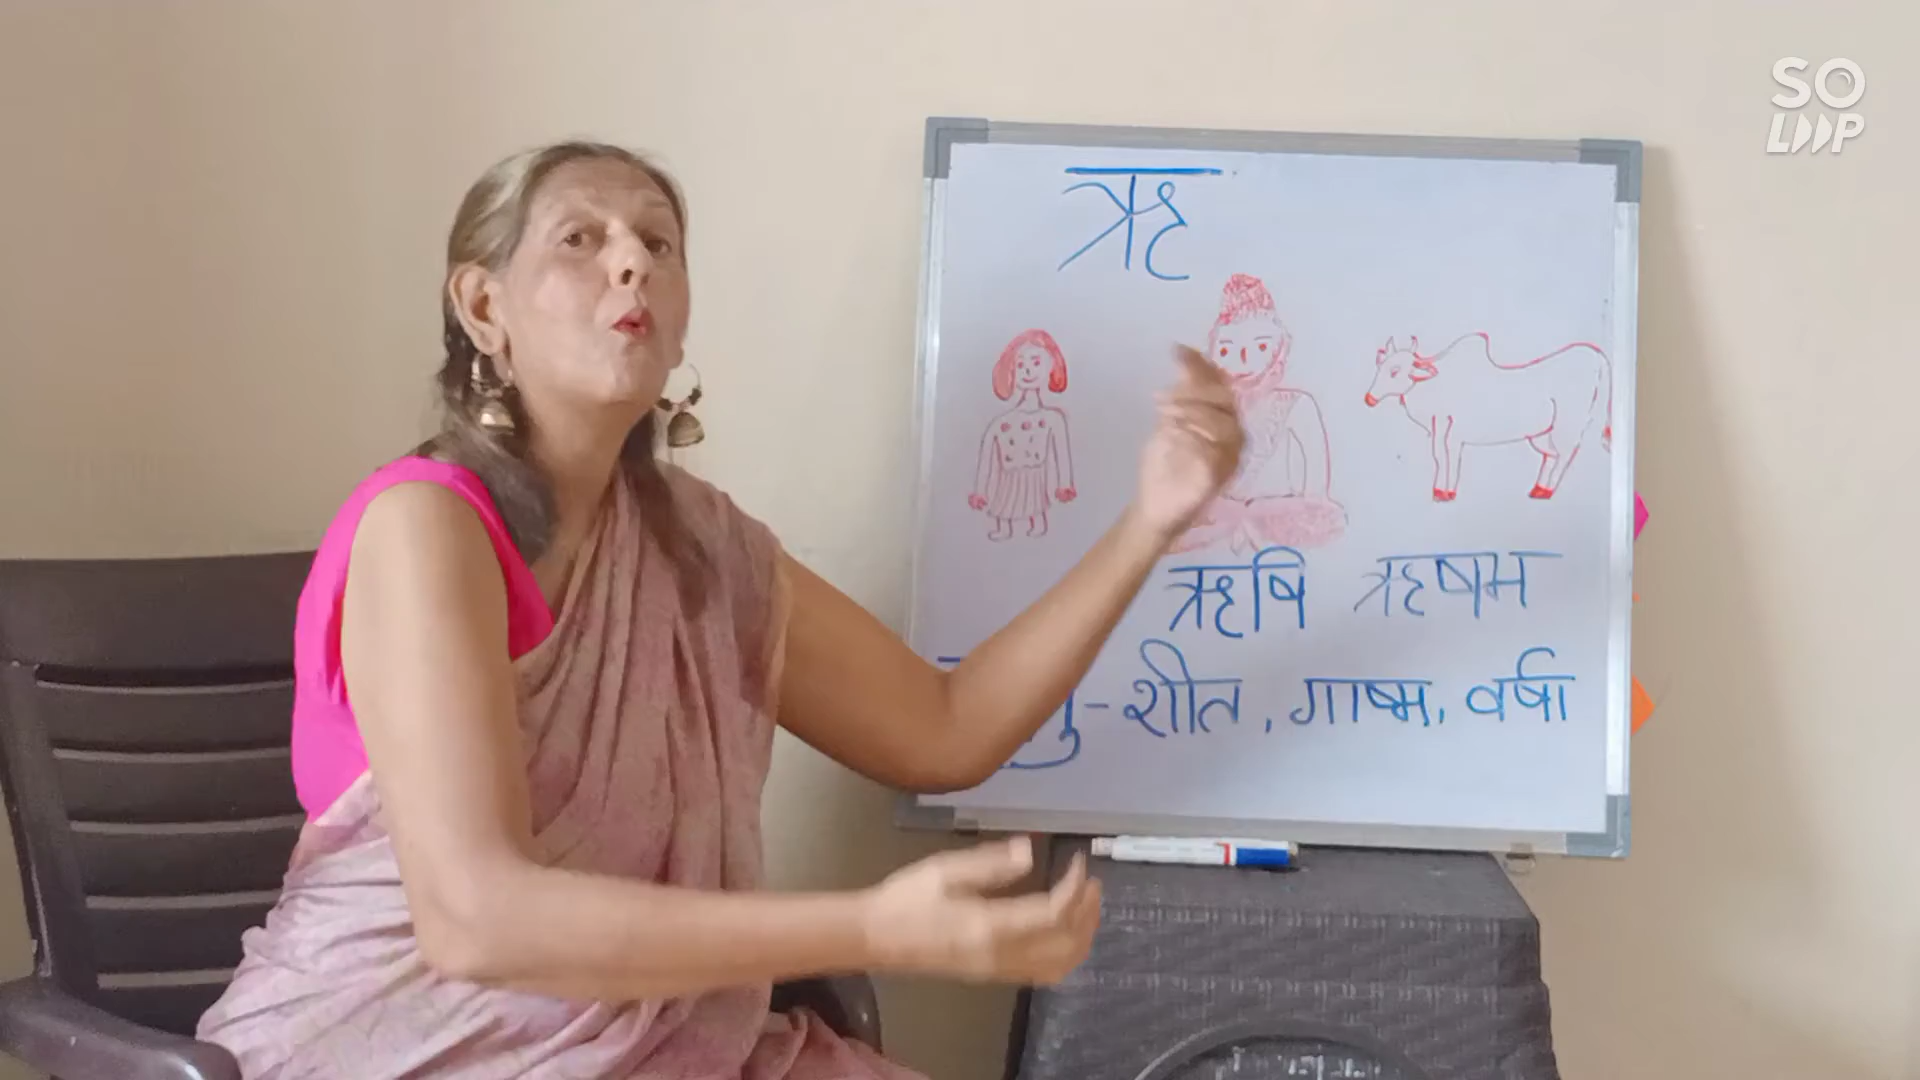 SO
LOOP
ऋ
ऋषि ऋषभ
शीत, गाष्म, वर्षा